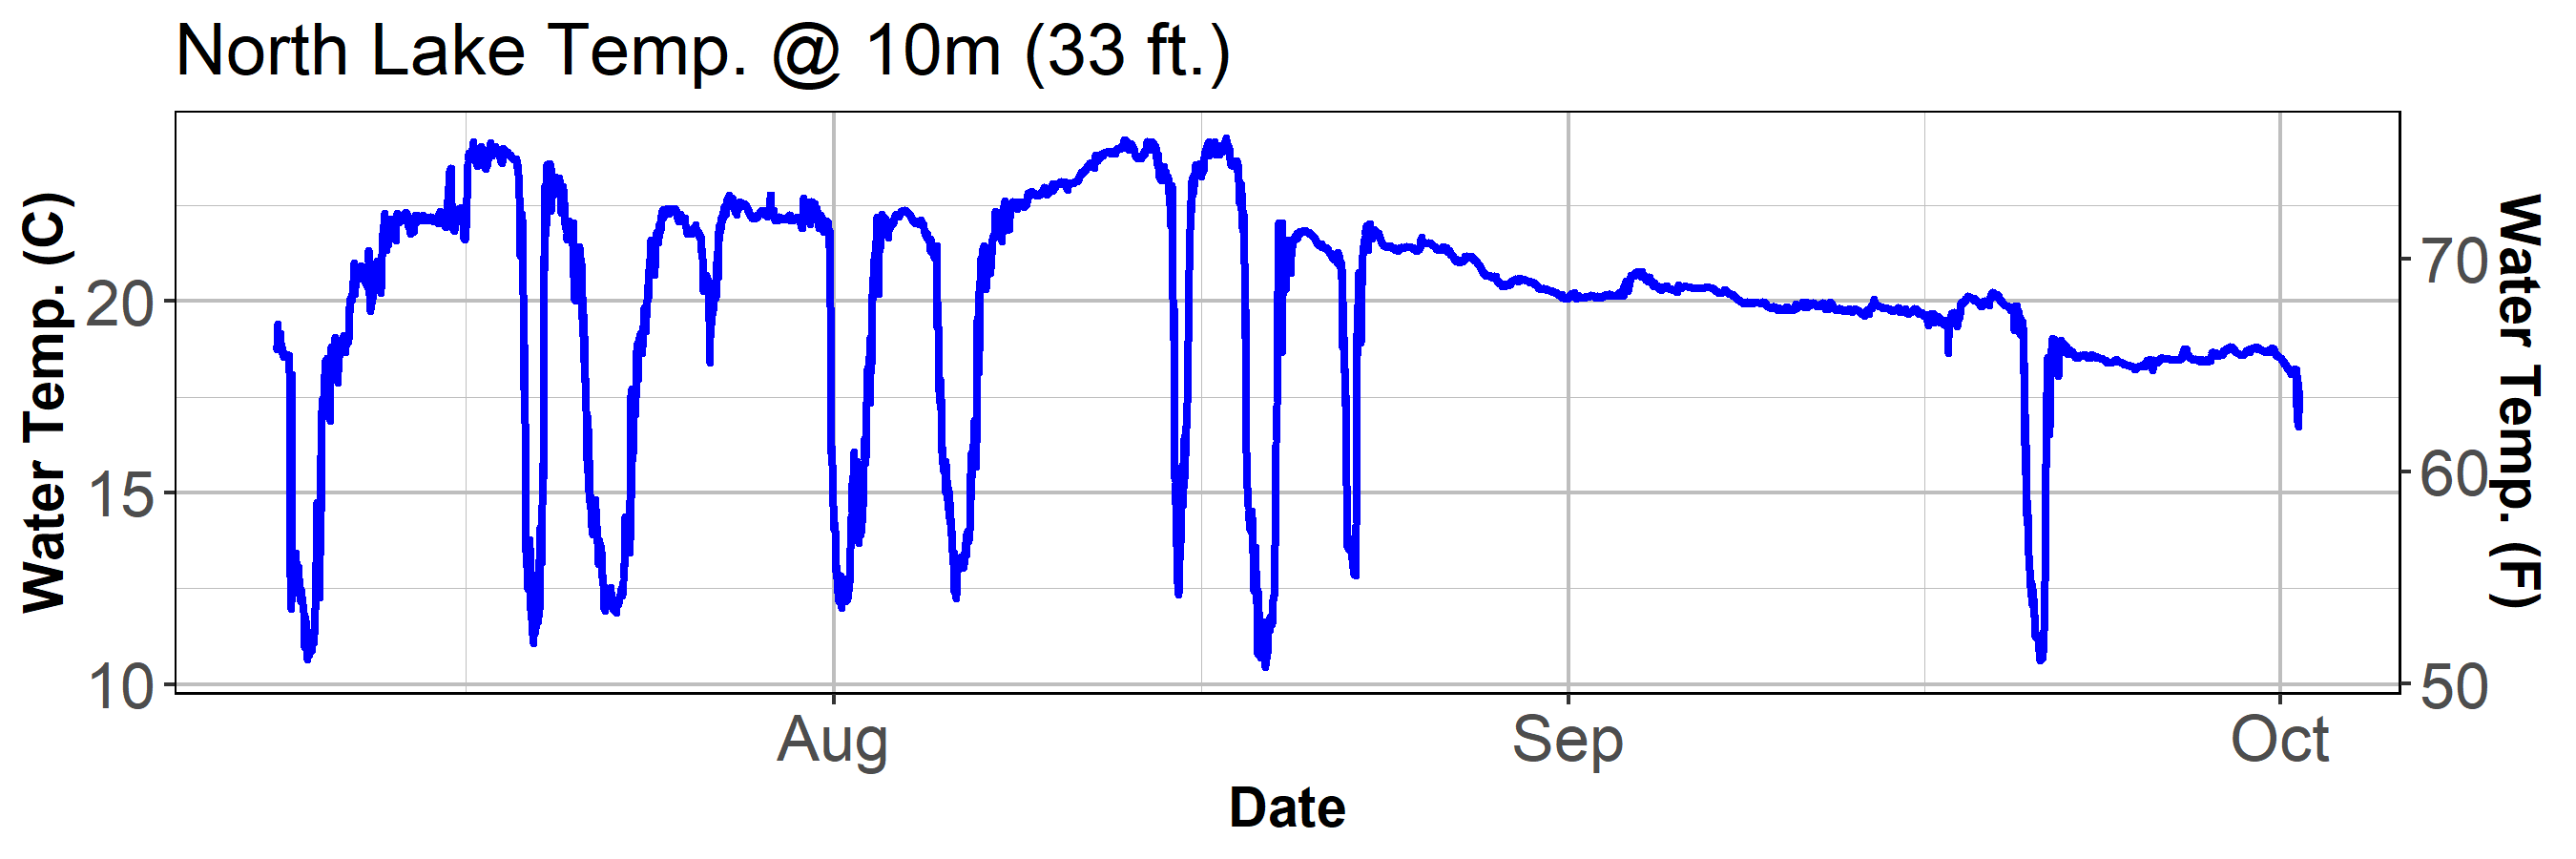 North Lake Temp. @ 10m (33 ft.)
Water Temp. (C)
20
15
10
70
60
50
Water Temp. (F)
Aug
Sep
Oct
Date